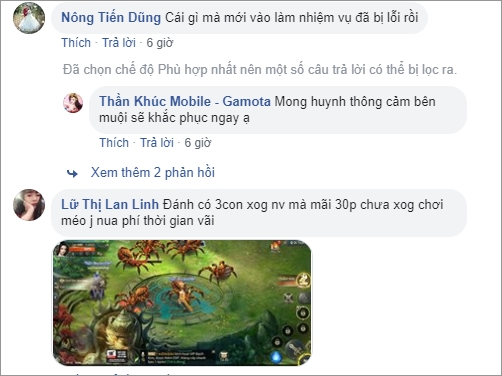 Nông Tiến Dũng Cái gì mà mới vào làm nhiệm vụ đã bị lỗi rồi
Thích · Trả lời · 6 giờ
Đã chọn chế độ Phù hợp nhất nên một số câu trả lời có thể bị lọc ra.
Thần Khúc Mobile - Gamota Mong huynh thông cảm bên
muội sẽ khắc phục ngay ạ
Thích · Trả lời · 6 giờ
Xem thêm 2 phản hồi
Lữ Thị Lan Linh Đánh có 3con xog nv mà mãi 30p chưa xog chơi
méo j nua phí thời gian vãi